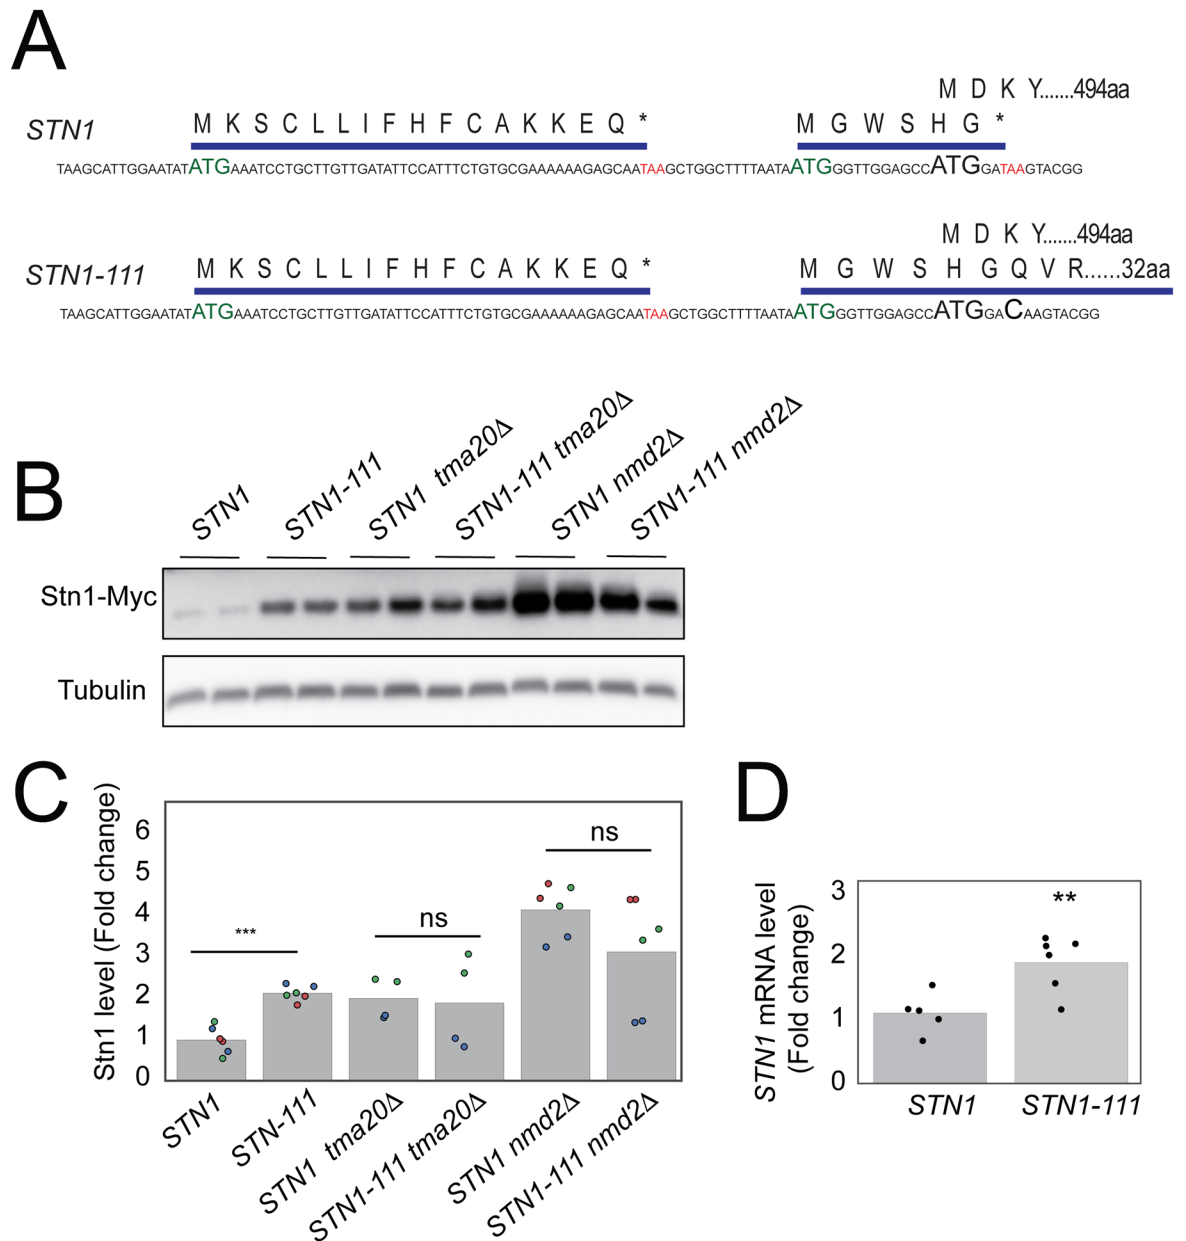 A
M D K Y.......494aa
STN1
M K S C L L I F H F C A K K E Q *
M G W S H G *
TAAGCATTGGAATATATGAAATCCTGCTTGTTGATATTCCATTTCTGTGCGAAAAAAGAGCAATAAGCTGGCTTTTAATAATGGGTTGGAGCCATGGATAAGTACGG
M D K Y.......494aa
STN1-111
M K S C L L I F H F C A K K E Q *
M G W S H G Q V R......32aa
TAAGCATTGGAATATATGAAATCCTGCTTGTTGATATTCCATTTCTGTGCGAAAAAAGAGCAATAAGCTGGCTTTTAATAATGGGTTGGAGCCATGGACAAGTACGG
B
STN1
STN1-111
STN1 tma20Δ
STN1-111 tma20Δ
STN1 nmd2Δ
STN1-111 nmd2Δ
Stn1-Myc
Tubulin
C
Stn1 level (Fold change)
6
5
4
3
2
1
0
***
ns
ns
STN1
STN-111
STN1 tma20Δ
STN1-111 tma20Δ
STN1 nmd2Δ
STN1-111 nmd2Δ
D
STN1 mRNA level
(Fold change)
3
2
1
0
**
STN1
STN1-111